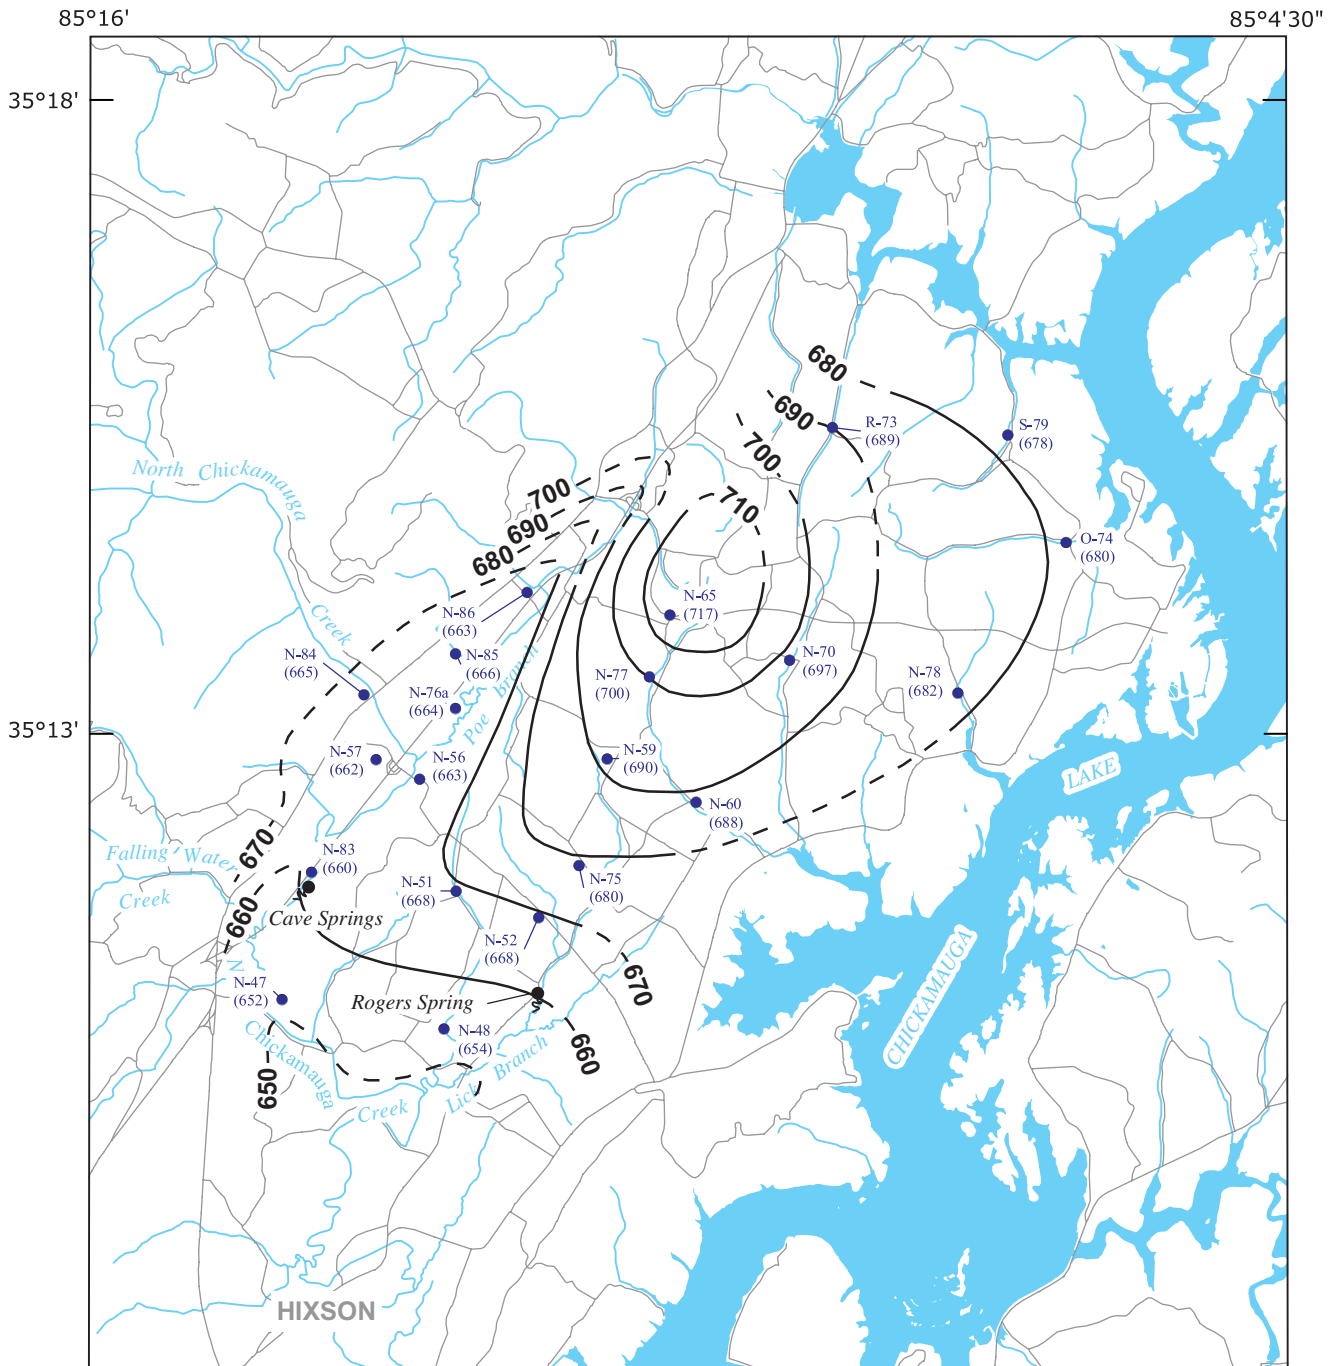 85°16'
85°4'30"
35°18'
680
690
R-73
(689)
S-79
(678)
700
North Chickamauga
Creek
700
690
680
710
O-74
(680)
N-86
(663)
N-65
(717)
N-84
(665)
N-85
(666)
N-76a
(664)
Poe Branch
N-77
(700)
N-70
(697)
N-78
(682)
35°13'
N-57
(662)
N-56
(663)
N-59
(690)
LAKE
N-60
(688)
670
Falling Water
Creek
N-83
(660)
Cave Springs
N-51
(668)
N-75
(680)
660
N-52
(668)
670
CHICKAMAUGA
N
N-47
(652)
Rogers Spring
Chickamauga
Creek
N-48
(654)
Lick Branch
660
650
HIXSON